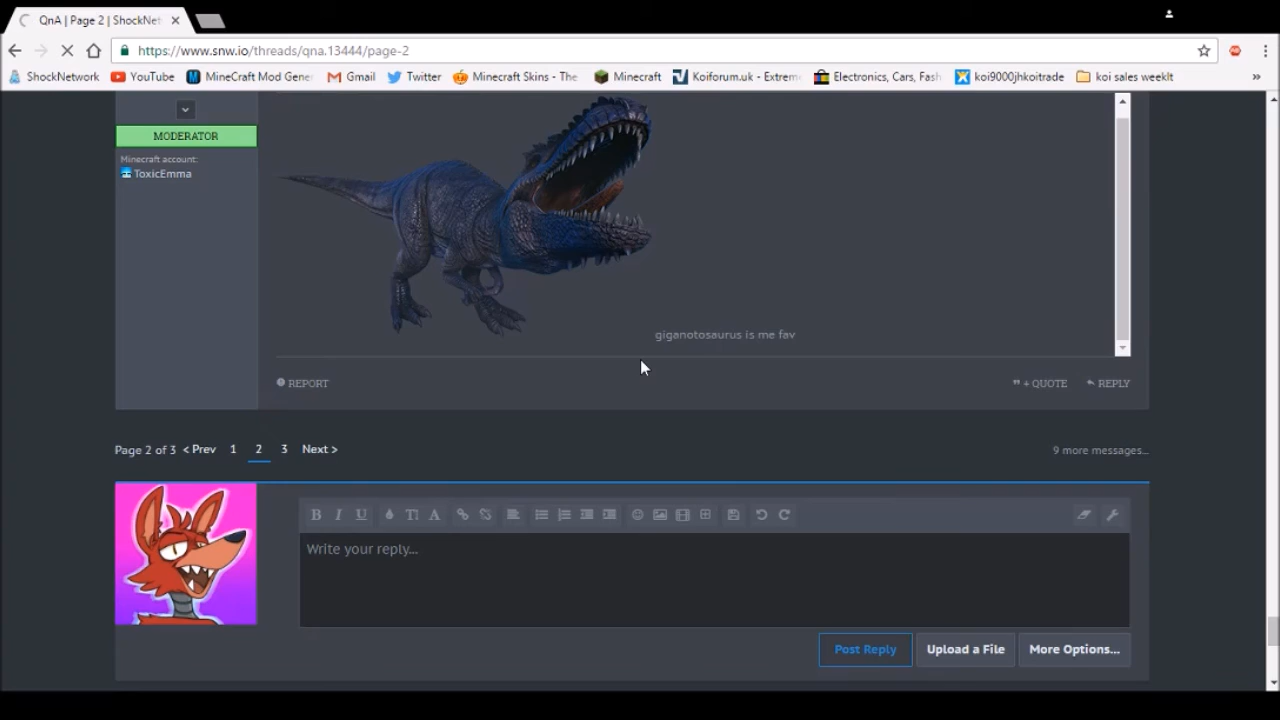 QnA | Page 2 | ShockNet
https://www.snw.io/threads/qna.13444/page-2
ShockNetwork YouTube MineCraft Mod Gene Gmail Twitter Minecraft Skins - The Minecraft Koiforum.uk - Extrem Electronics, Cars, Fash koi9000jhkoitrade koi sales weeklt »
MODERATOR
Minecraft account:
ToxicEmma
giganotosaurus is me fav
REPORT + QUOTE REPLY
Page 2 of 3 < Prev 1 2 3 Next > 9 more messages...
B I U
Write your reply...
Post Reply Upload a File More Options...